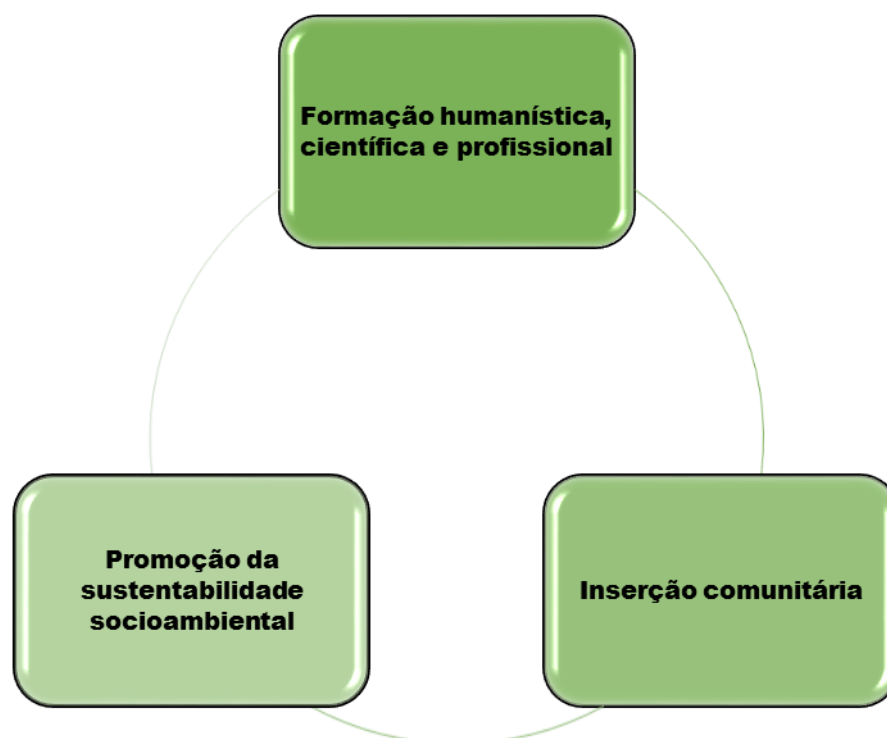 Formação humanística,
científica e profissional
Promoção da
sustentabilidade
socioambiental
Inserção comunitária